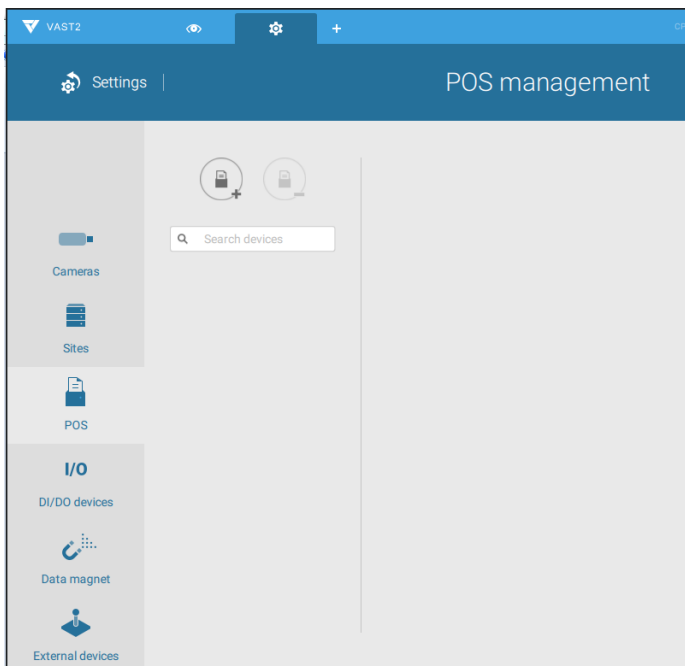 VAST2
Settings
POS management
Search devices
Cameras
Sites
POS
I/O
DI/DO devices
Data magnet
External devices